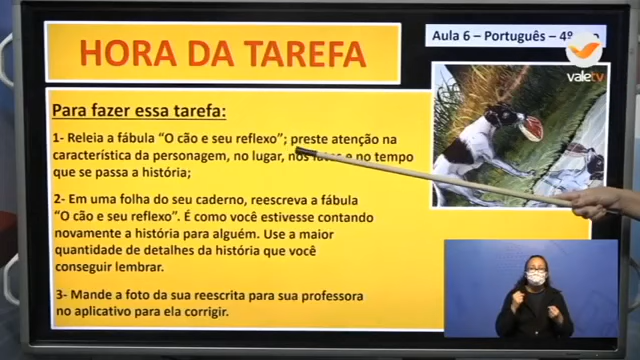 HORA DA TAREFA
Aula 6 – Português – 4º
valetv
Para fazer essa tarefa:
1- Releia a fábula “O cão e seu reflexo”; preste atenção na
característica da personagem, no lugar, nos fatos e no tempo
que se passa a história;
2- Em uma folha do seu caderno, reescreva a fábula
“O cão e seu reflexo”. É como você estivesse contando
novamente a história para alguém. Use a maior
quantidade de detalhes da história que você
conseguir lembrar.
3- Mande a foto da sua reescrita para sua professora
no aplicativo para ela corrigir.